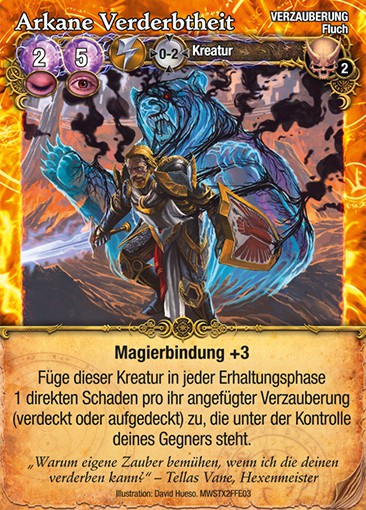 Arkane Verderbtheit
VERZAUBERUNG
Fluch
2 5 0-2 Kreatur 2
Magierbindung +3
Füge dieser Kreatur in jeder Erhaltungsphase
1 direkten Schaden pro ihr angefügter Verzauberung
(verdeckt oder aufgedeckt) zu, die unter der Kontrolle
deines Gegners steht.
„Warum eigene Zauber bemühen, wenn ich die deinen
verderben kann?“ – Tellas Vane, Hexenmeister
Illustration: David Hueso. MWSTX2FFE03